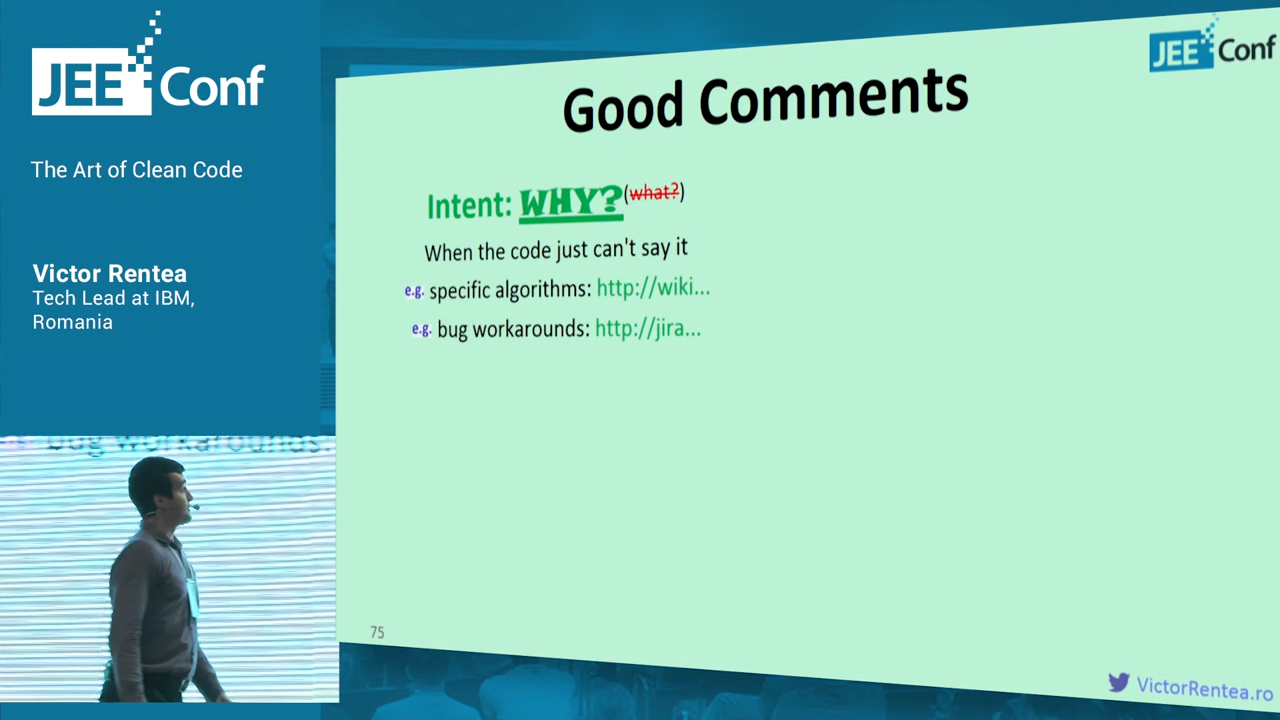 JEE Conf
The Art of Clean Code
Victor Rentea
Tech Lead at IBM,
Romania
JEE Conf
Good Comments
Intent: WHY?(what?)
When the code just can't say it
e.g. specific algorithms: http://wiki...
e.g. bug workarounds: http://jira...
75
VictorRentea.ro
bug workarounds